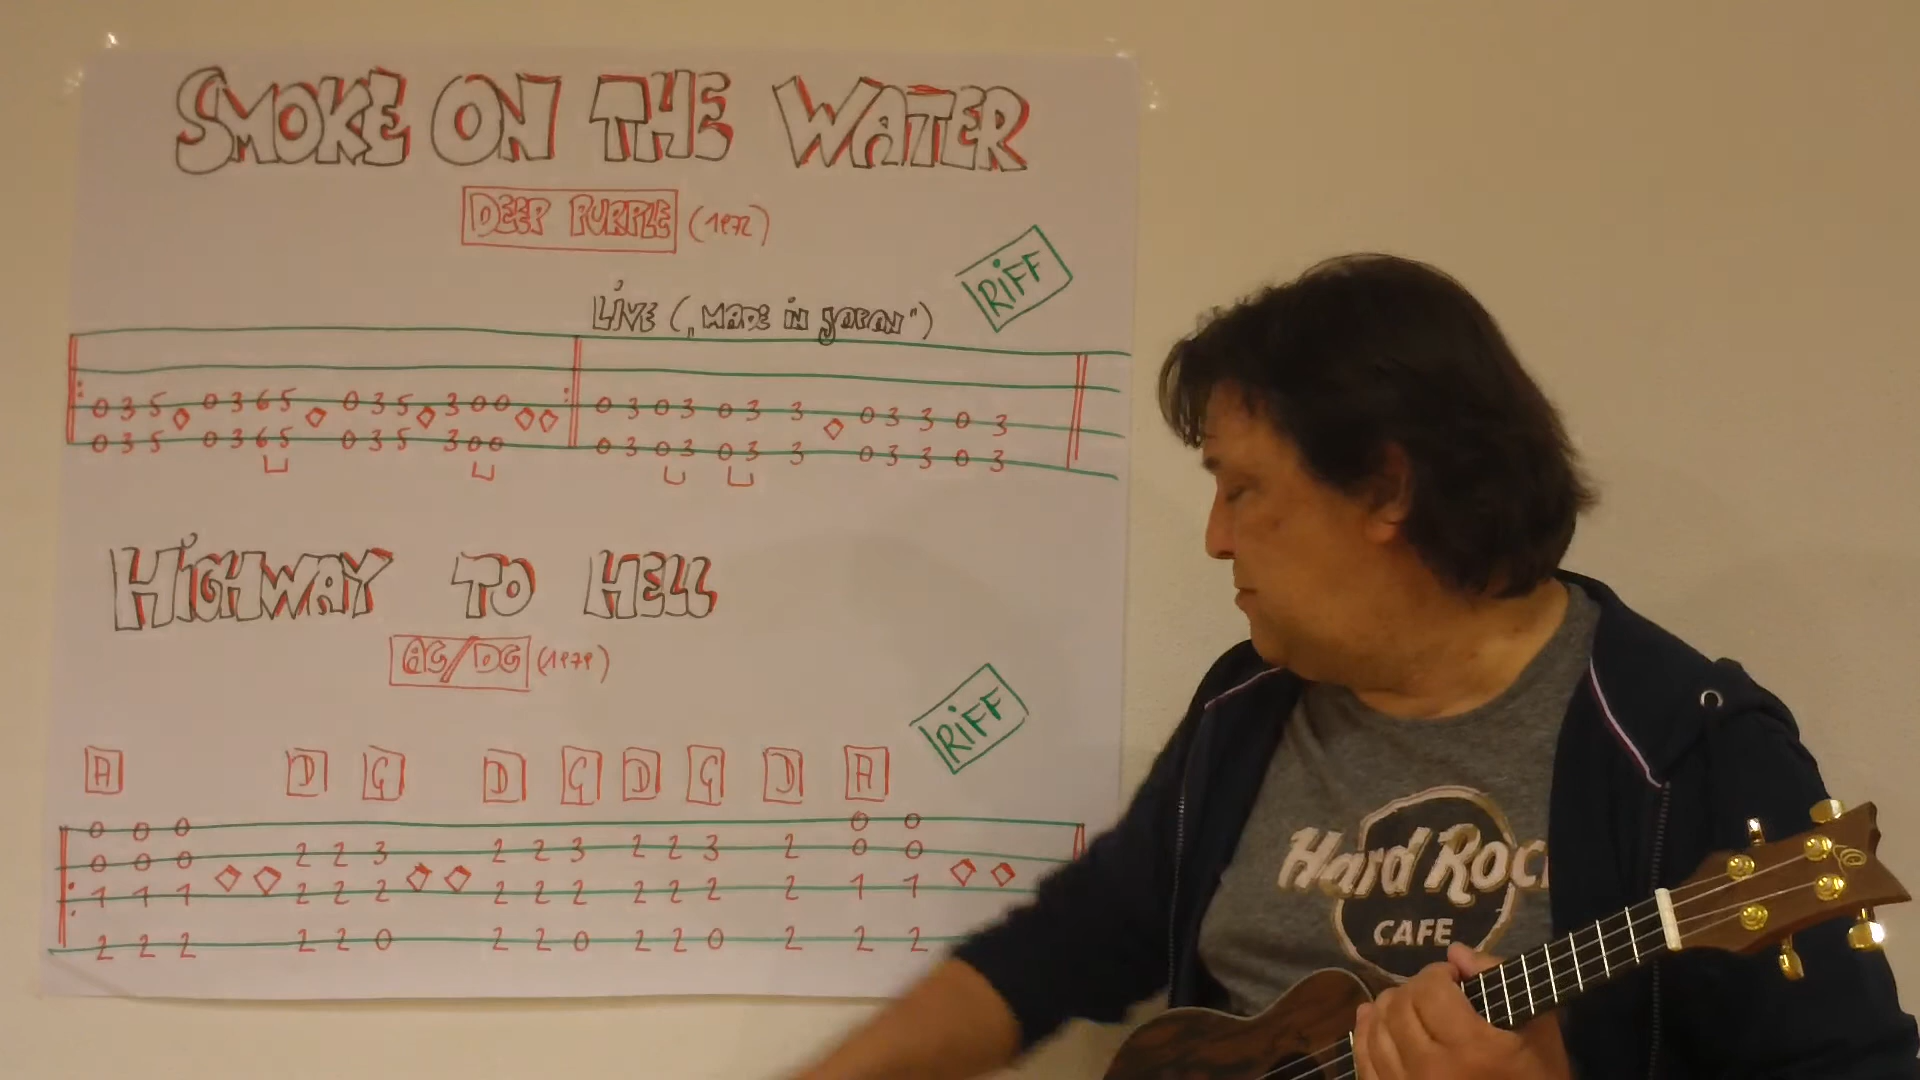 SMOKE ON THE WATER
DEEP PURPLE (1972)
RiFF
LiVE („MADE iN JAPAN")
0 3 5 0 3 6 5 0 3 5 3 0 0 0 3 0 3 0 3 3 0 3 3 0 3
0 3 5 0 3 6 5 0 3 5 3 0 0 0 3 0 3 0 3 3 0 3 3 0 3
HiGHWAY TO HELL
AC/DC (1979)
RiFF
A D G D G D G D A
0 0 0 0 0
0 0 0 2 2 3 2 2 3 2 2 3 2 0 0
1 1 1 2 2 2 2 2 2 2 2 2 2 1 1
2 2 2 2 2 0 2 2 0 2 2 0 2 2 2
Hard Roc
CAFE